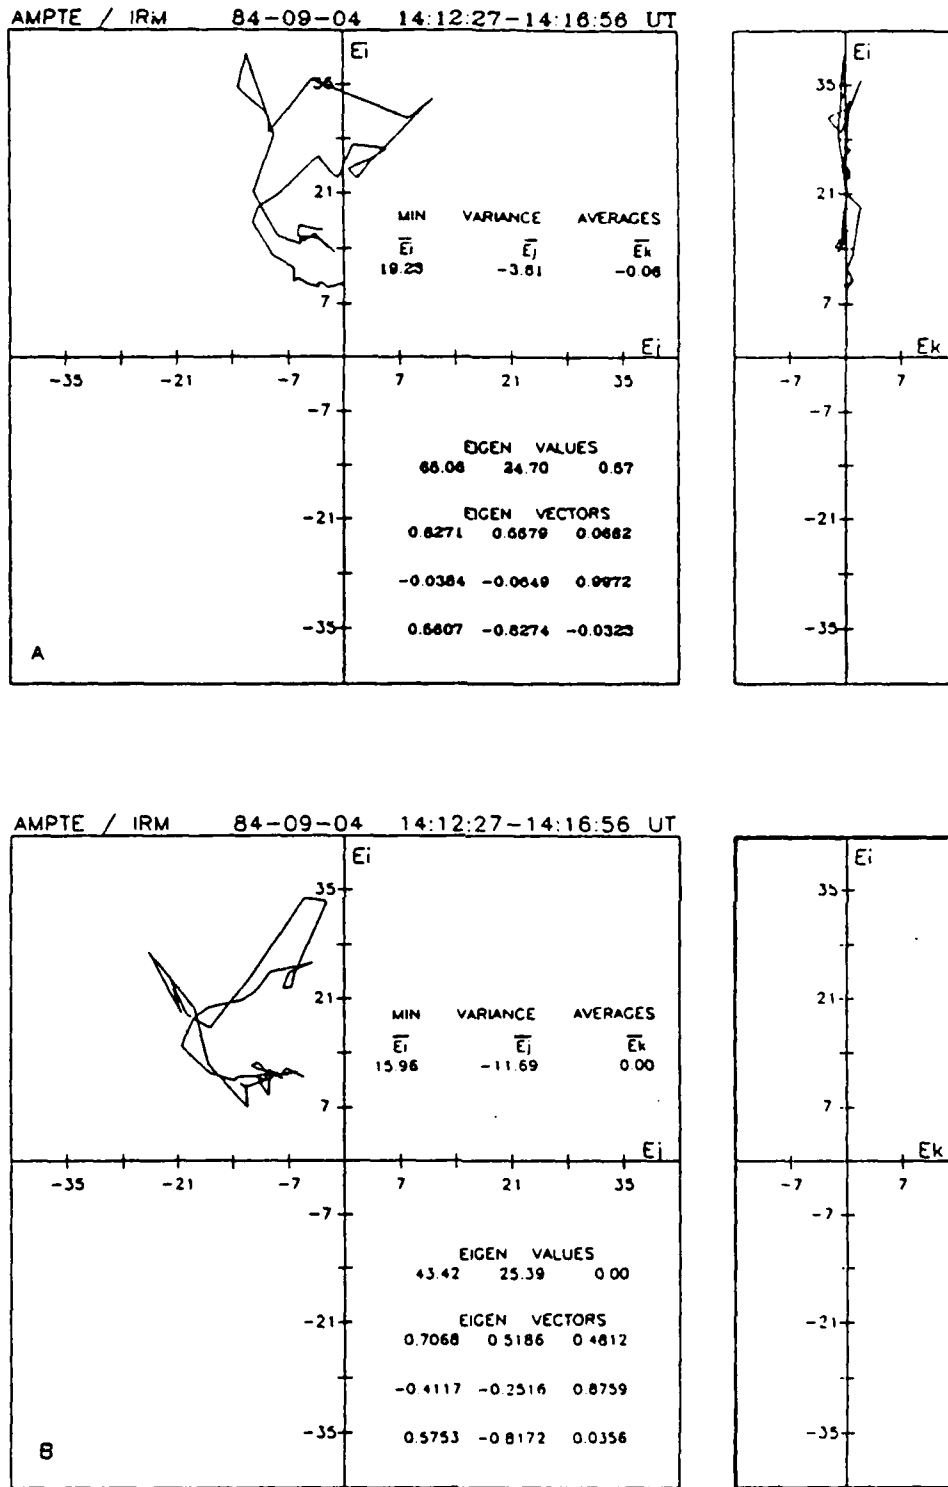 AMPTE / IRM 84-09-04 14:12:27-14:16:56 UT
Ei Ei
35 35
21 21
MIN VARIANCE AVERAGES
Ei Ej Ek
19.23 -3.61 -0.06
7 7
Ej Ek
-35 -21 -7 7 21 35 -7 7
-7 -7
EIGEN VALUES
66.06 24.70 0.67
-21 -21
EIGEN VECTORS
0.8271 0.5579 0.0662
-0.0384 -0.0649 0.9972
-35 0.5607 -0.8274 -0.0323 -35
A
AMPTE / IRM 84-09-04 14:12:27-14:16:56 UT
Ei Ei
35 35
21 21
MIN VARIANCE AVERAGES
Ei Ej Ek
15.96 -11.69 0.00
7 7
Ej Ek
-35 -21 -7 7 21 35 -7 7
-7 -7
EIGEN VALUES
43.42 25.39 0.00
-21 -21
EIGEN VECTORS
0.7068 0.5186 0.4812
-0.4117 -0.2516 0.8759
-35 0.5753 -0.8172 0.0356 -35
B